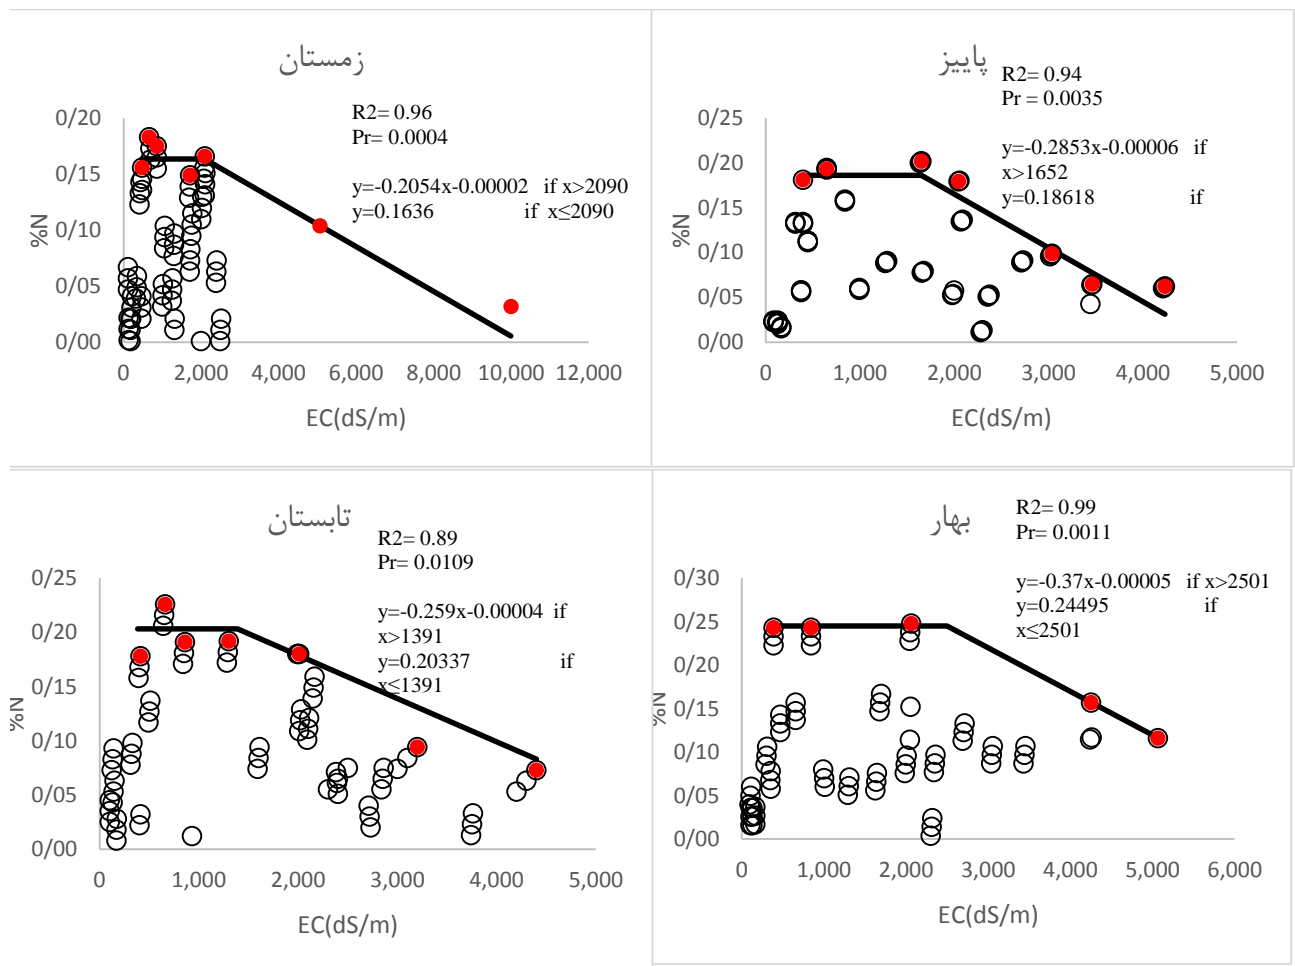 زمستان
R2= 0.96
Pr= 0.0004
y=-0.2054x-0.00002 if x>2090
y=0.1636 if x≤2090
%N
0/20
0/15
0/10
0/05
0/00
0 2,000 4,000 6,000 8,000 10,000 12,000
EC(dS/m)
پاییز
R2= 0.94
Pr = 0.0035
y=-0.2853x-0.00006 if
x>1652
y=0.18618 if
%N
0/25
0/20
0/15
0/10
0/05
0/00
0 1,000 2,000 3,000 4,000 5,000
EC(dS/m)
تابستان
R2= 0.89
Pr= 0.0109
y=-0.259x-0.00004 if
x>1391
y=0.20337 if
x≤1391
%N
0/25
0/20
0/15
0/10
0/05
0/00
0 1,000 2,000 3,000 4,000 5,000
EC(dS/m)
بهار
R2= 0.99
Pr= 0.0011
y=-0.37x-0.00005 if x>2501
y=0.24495 if
x≤2501
%N
0/30
0/25
0/20
0/15
0/10
0/05
0/00
0 1,000 2,000 3,000 4,000 5,000 6,000
EC(dS/m)